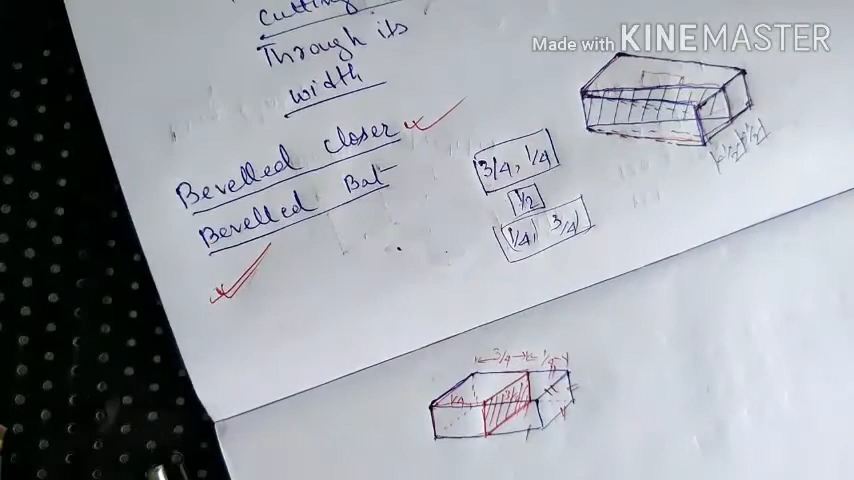 Cutting
Through its
width
Made with KINEMASTER
Bevelled closer
Bevelled Bat
3/4, 1/4
1/2
1/4, 3/4
3/4
1/4